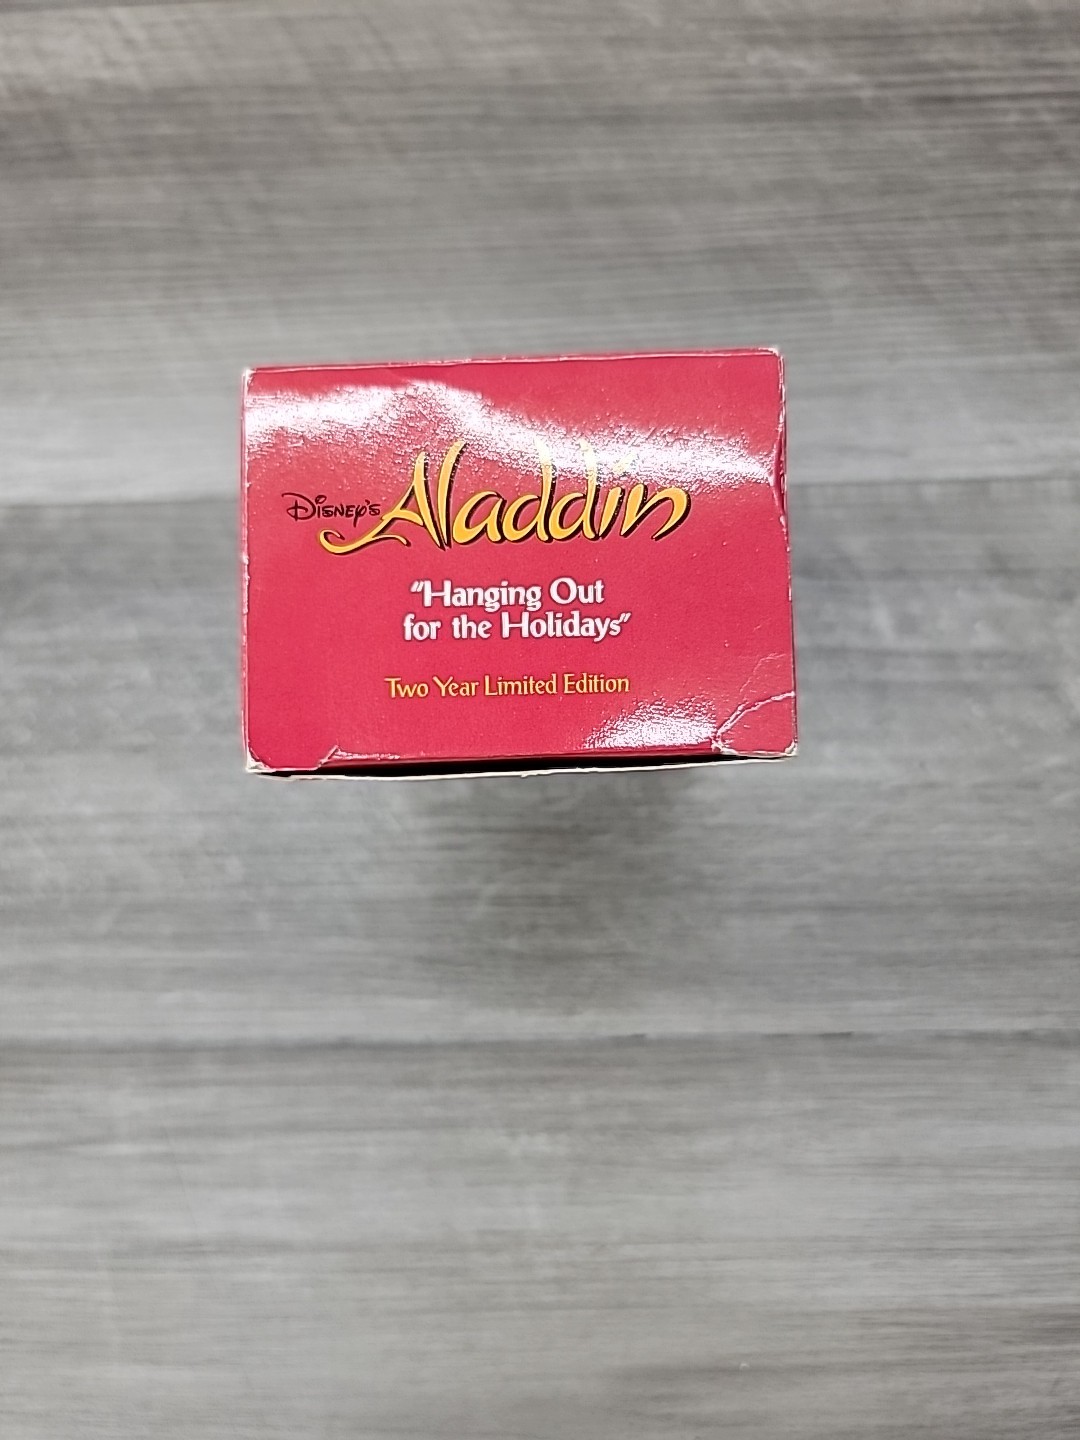 Disney's Aladdin
"Hanging Out
for the Holidays"
Two Year Limited Edition